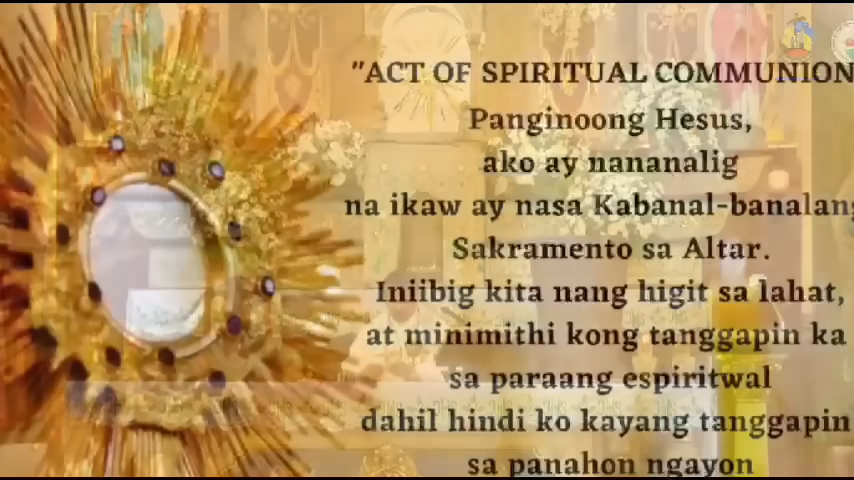 "ACT OF SPIRITUAL COMMUNION
Panginoong Hesus,
ako ay nananalig
na ikaw ay nasa Kabanal-banalang
Sakramento sa Altar.
Iniibig kita nang higit sa lahat,
at minimithi kong tanggapin ka
sa paraang espiritwal
dahil hindi ko kayang tanggapin
sa panahon ngayon